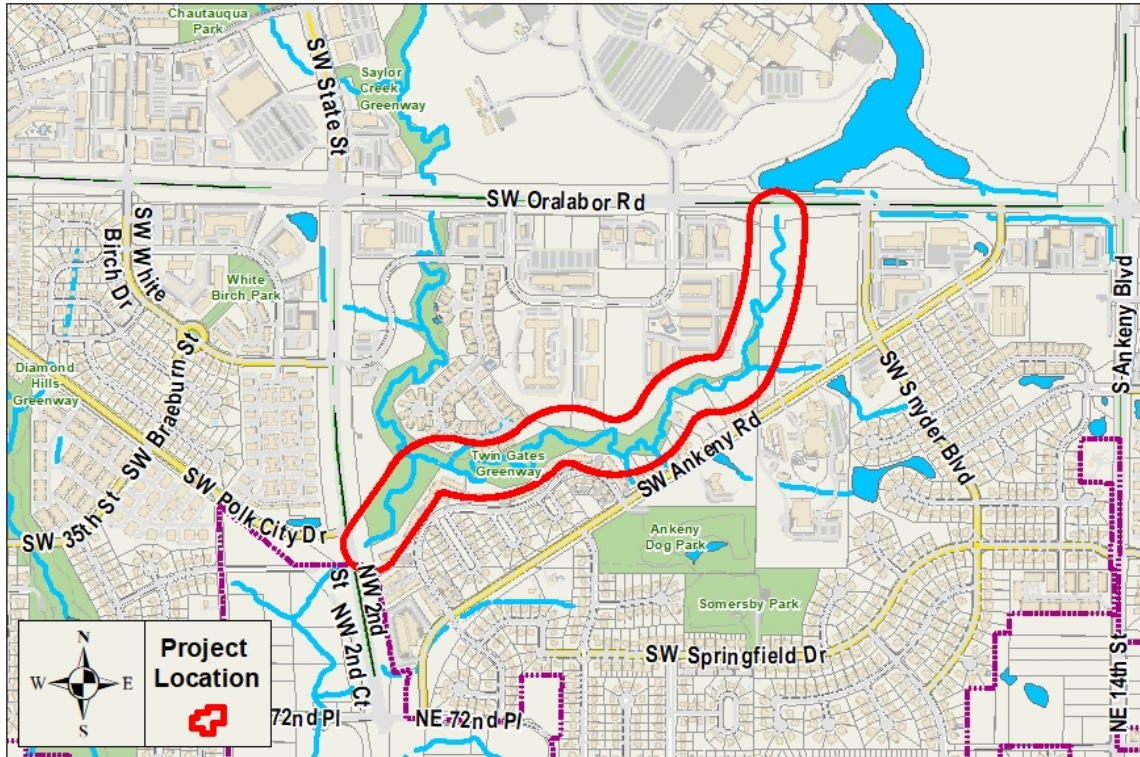 Chautauqua
Park
SW State St
Saylor
Creek
Greenway
SW Oralabor Rd
SW White
Birch Dr
White
Birch Park
S Ankeny Blvd
Diamond
Hills
Greenway
SW Braeburn St
SW Snyder Blvd
Twin Gates
Greenway
SW Ankeny Rd
SW Polk City Dr
SW 35th St
Ankeny
Dog Park
NW 2nd
St
NW 2nd Ct
Somersby Park
SW Springfield Dr
NE 14th St
72nd Pl
NE 72nd Pl
N
W
E
S
Project
Location